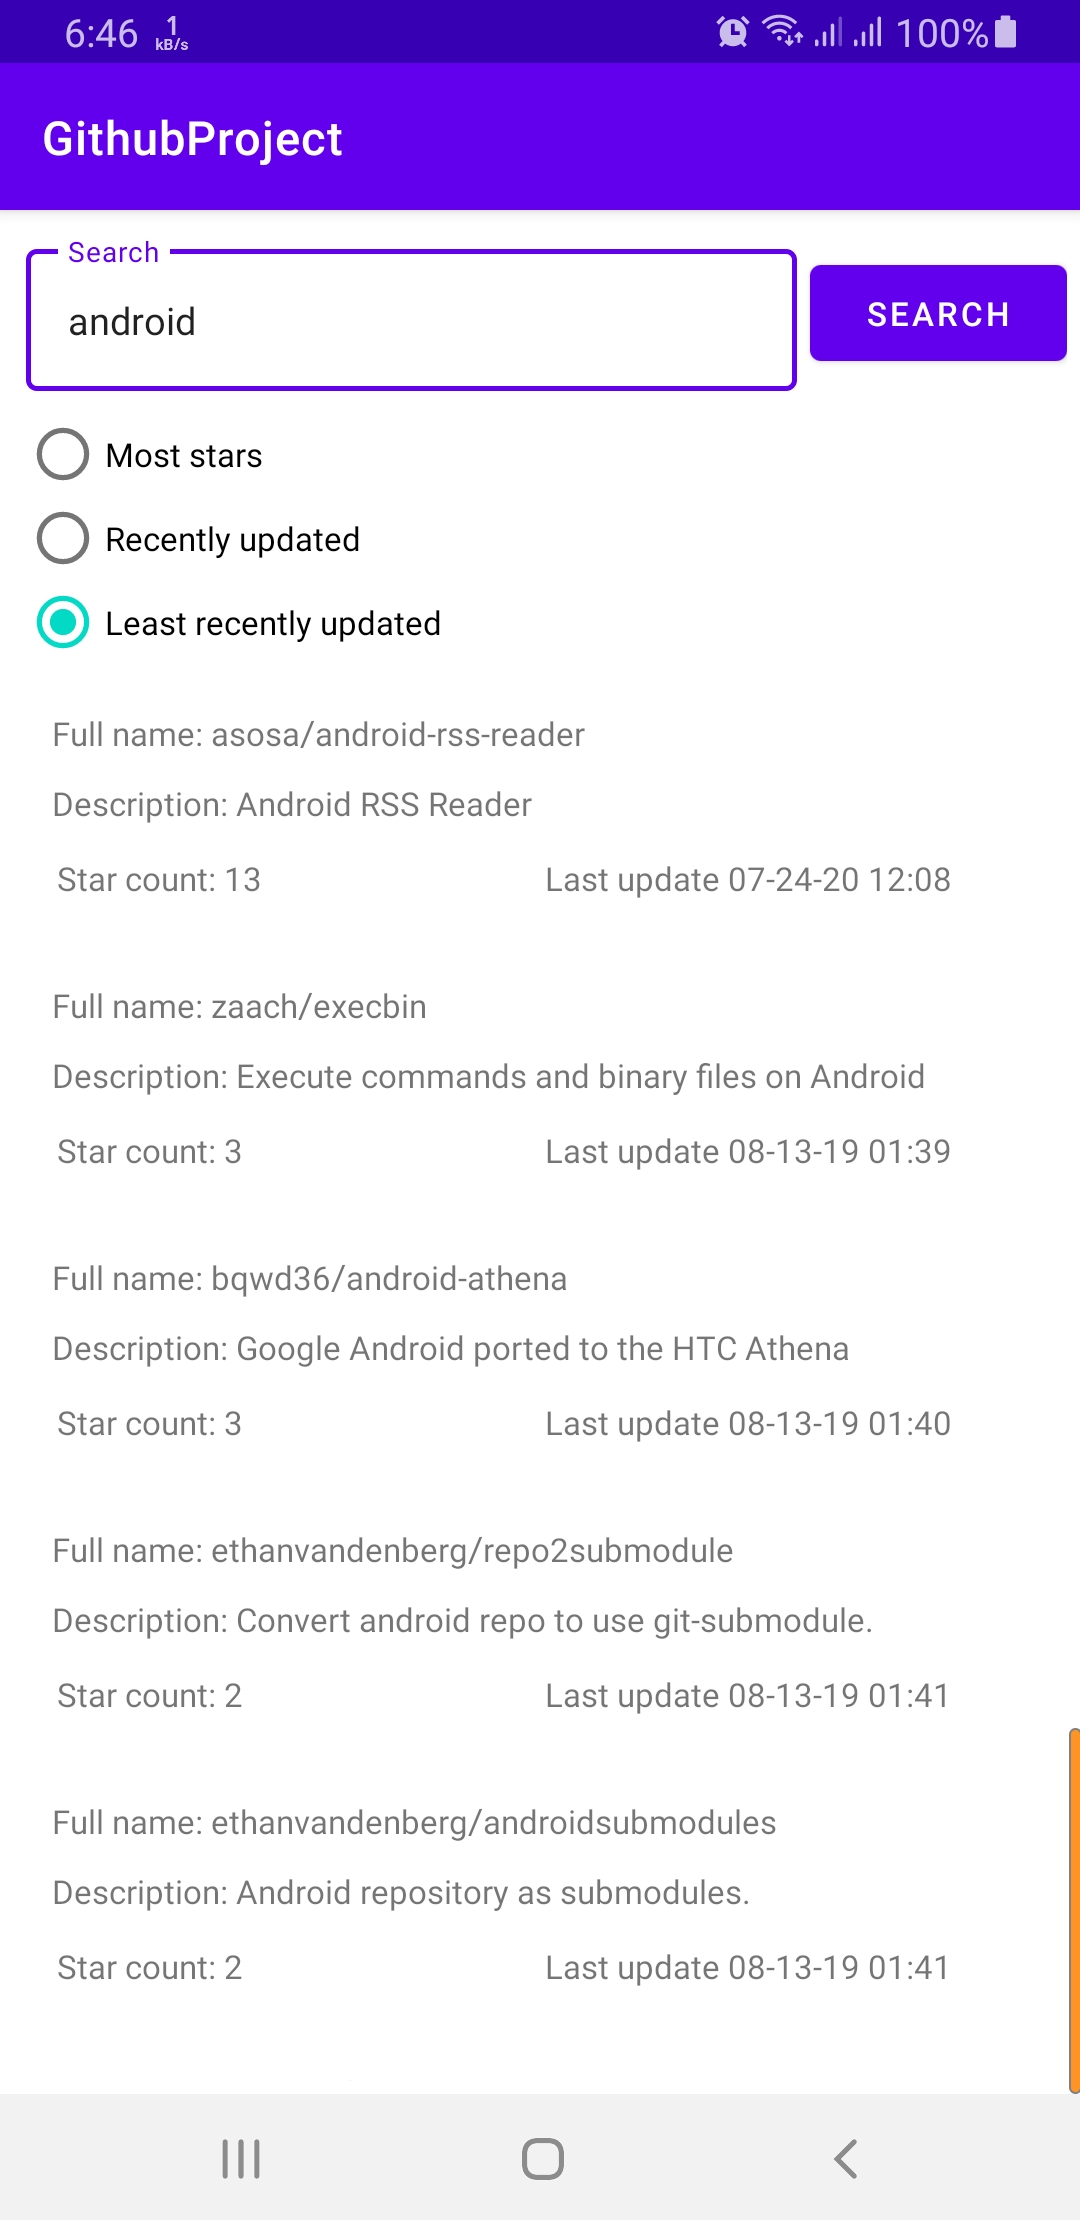 6:46 1 kB/s 100%
GithubProject
Search
android
SEARCH
Most stars
Recently updated
Least recently updated
Full name: asosa/android-rss-reader
Description: Android RSS Reader
Star count: 13 Last update 07-24-20 12:08
Full name: zaach/execbin
Description: Execute commands and binary files on Android
Star count: 3 Last update 08-13-19 01:39
Full name: bqwd36/android-athena
Description: Google Android ported to the HTC Athena
Star count: 3 Last update 08-13-19 01:40
Full name: ethanvandenberg/repo2submodule
Description: Convert android repo to use git-submodule.
Star count: 2 Last update 08-13-19 01:41
Full name: ethanvandenberg/androidsubmodules
Description: Android repository as submodules.
Star count: 2 Last update 08-13-19 01:41